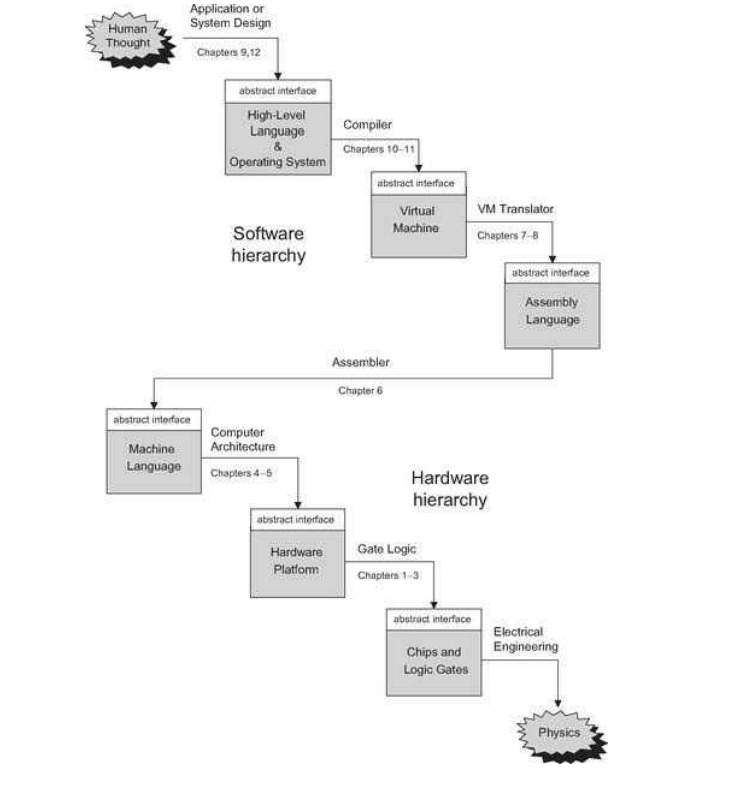 Application or
System Design
Human
Thought
Chapters 9,12
abstract interface
High-Level
Language
&
Operating System
Compiler
Chapters 10–11
abstract interface
Virtual
Machine
VM Translator
Chapters 7–8
Software
hierarchy
abstract interface
Assembly
Language
Assembler
Chapter 6
abstract interface
Machine
Language
Computer
Architecture
Chapters 4–5
Hardware
hierarchy
abstract interface
Hardware
Platform
Gate Logic
Chapters 1–3
abstract interface
Chips and
Logic Gates
Electrical
Engineering
Physics